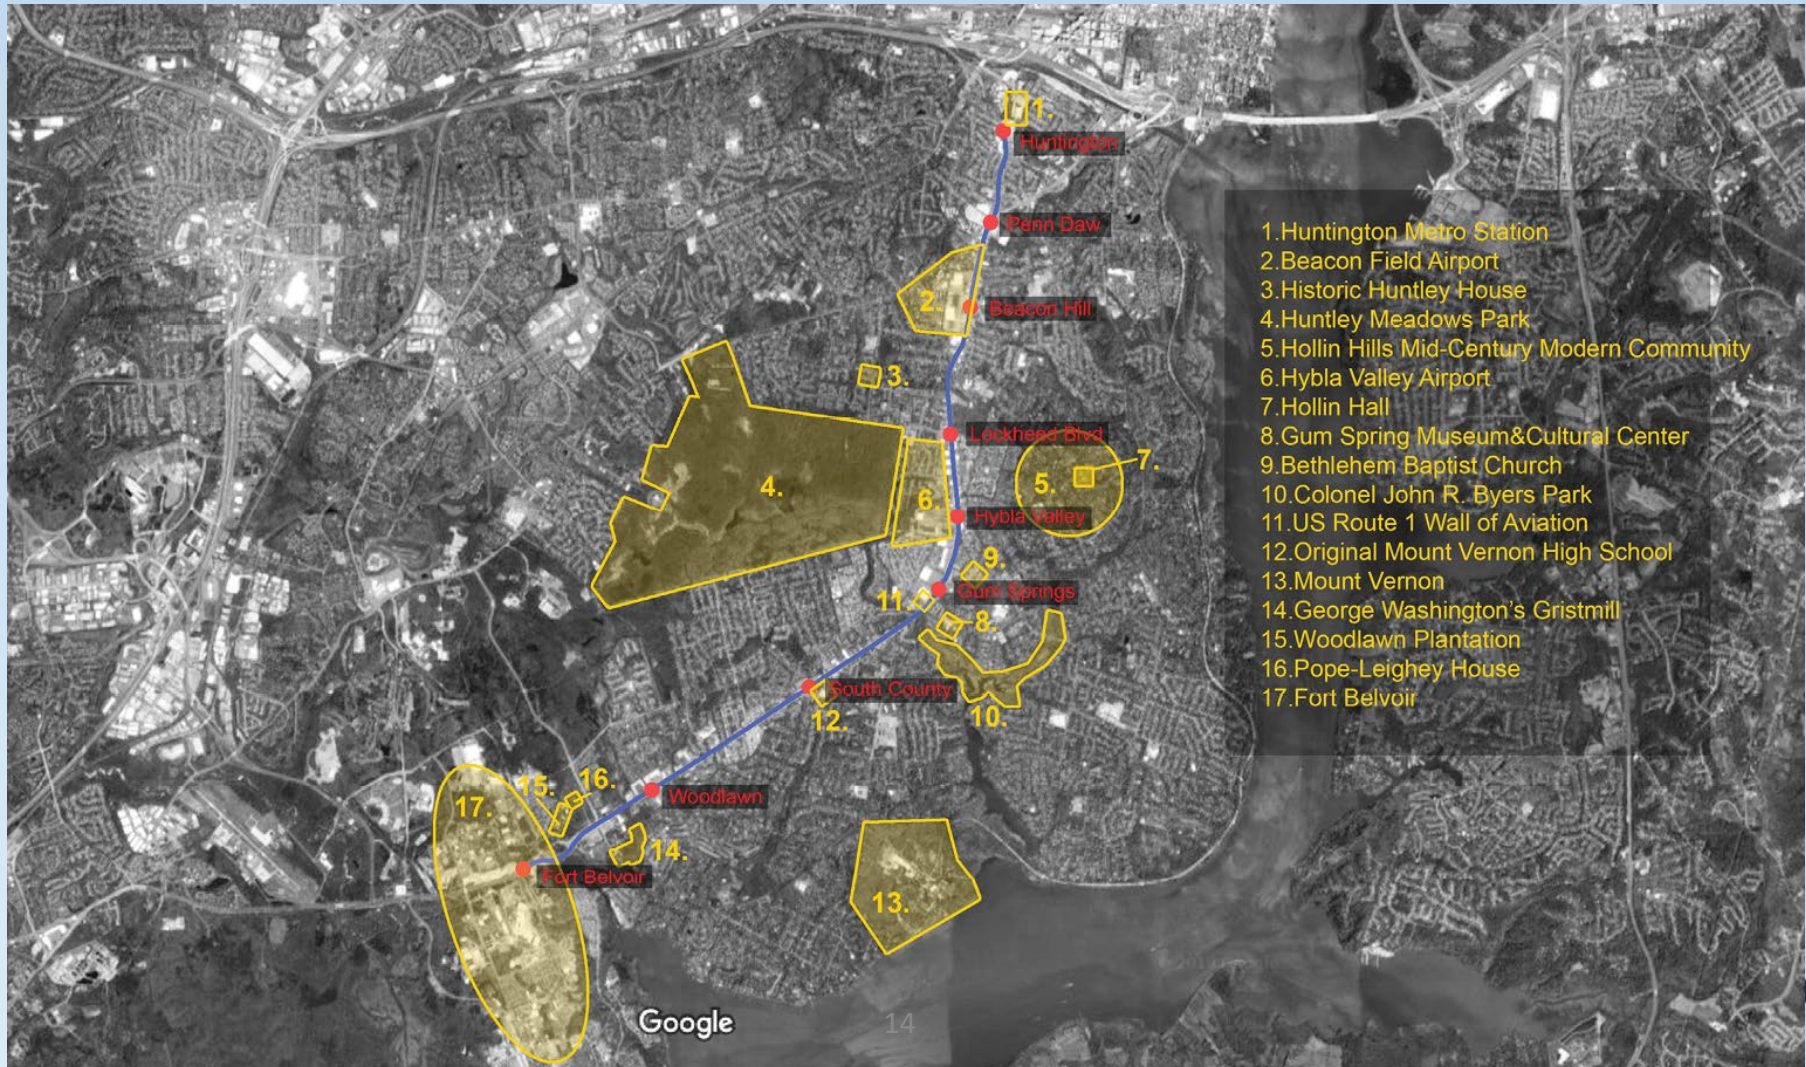 1.
Huntington
Penn Daw
2.
Beacon Hill
3.
Lockheed Blvd
7.
5.
4.
6.
Hybla Valley
9.
Gum Springs
11.
8.
South County
12.
10.
16.
15.
Woodlawn
17.
14.
Fort Belvoir
13.
Google
14
1.Huntington Metro Station
2.Beacon Field Airport
3.Historic Huntley House
4.Huntley Meadows Park
5.Hollin Hills Mid-Century Modern Community
6.Hybla Valley Airport
7.Hollin Hall
8.Gum Spring Museum&Cultural Center
9.Bethlehem Baptist Church
10.Colonel John R. Byers Park
11.US Route 1 Wall of Aviation
12.Original Mount Vernon High School
13.Mount Vernon
14.George Washington's Gristmill
15.Woodlawn Plantation
16.Pope-Leighey House
17.Fort Belvoir